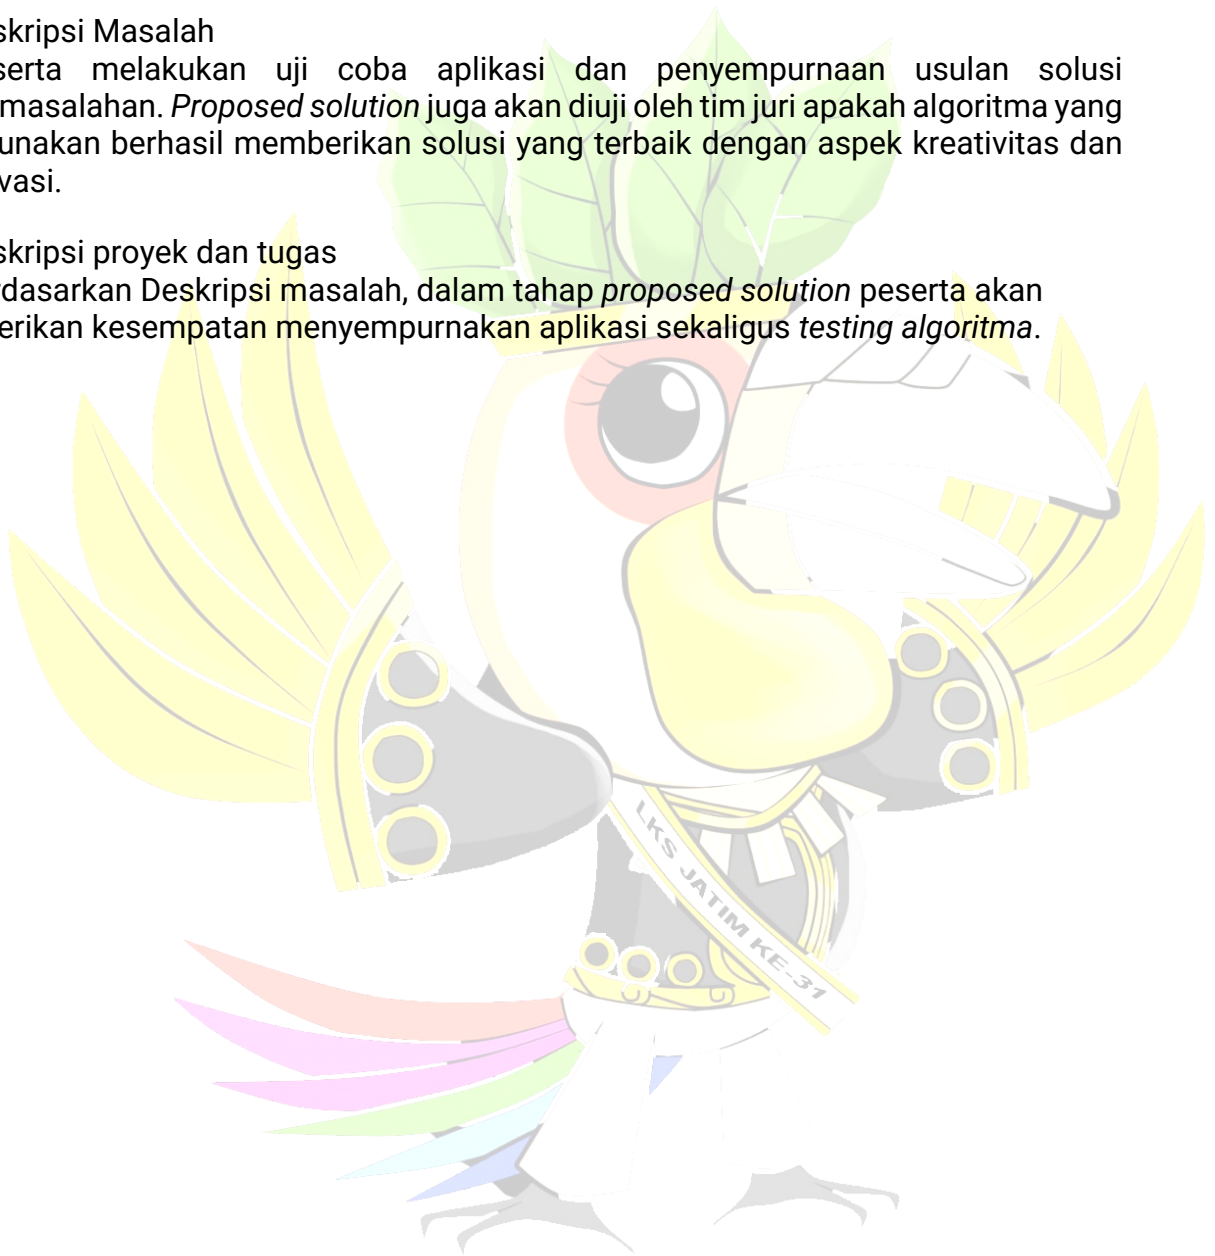 skripsi Masalah
serta melakukan uji coba aplikasi dan penyempurnaan usulan solusi
masalahan. Proposed solution juga akan diuji oleh tim juri apakah algoritma yang
unakan berhasil memberikan solusi yang terbaik dengan aspek kreativitas dan
vasi.
skripsi proyek dan tugas
dasarkan Deskripsi masalah, dalam tahap proposed solution peserta akan
erikan kesempatan menyempurnakan aplikasi sekaligus testing algoritma.
LKS JATIM KE-31